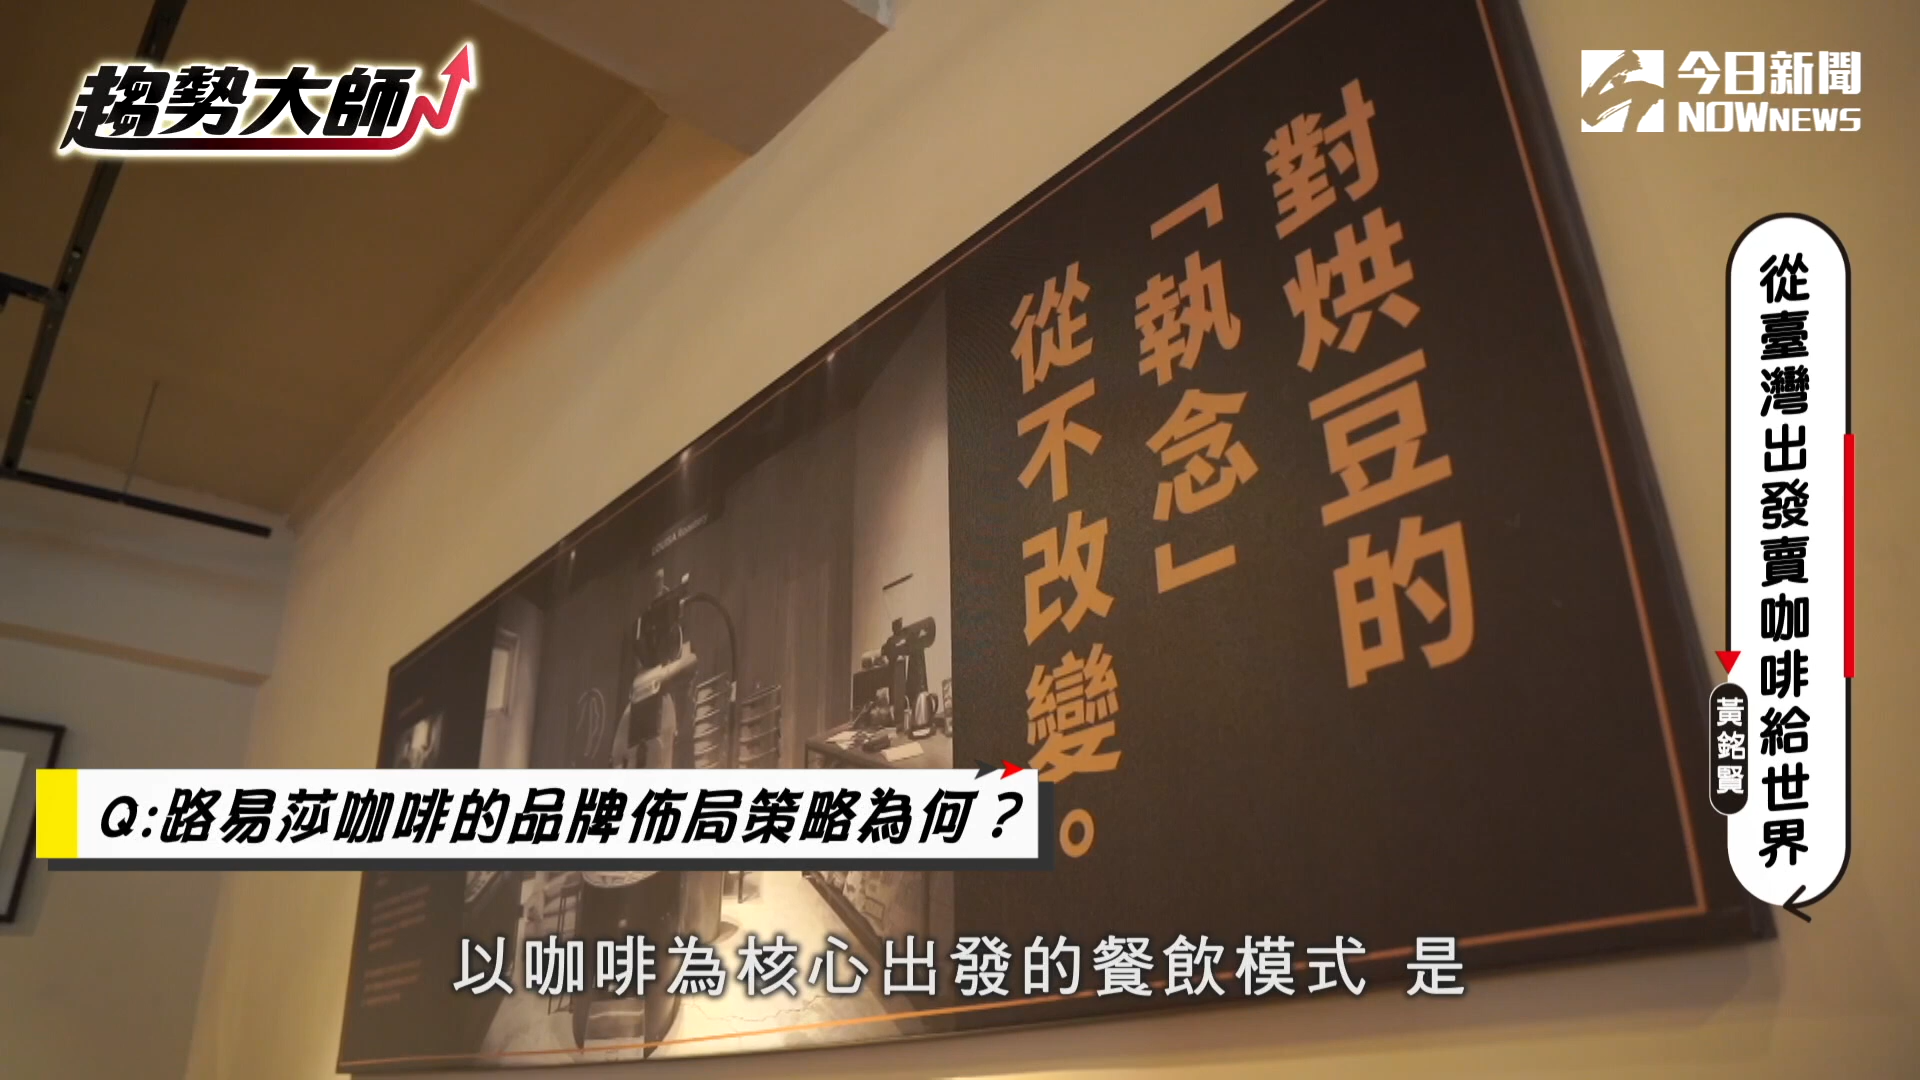 趨勢大師
今日新聞
NOWNEWS
對烘豆的
「執念」
從不改變。
LOUISA Roastery
從臺灣出發賣咖啡給世界
黃銘賢
Q:路易莎咖啡的品牌佈局策略為何？
以咖啡為核心出發的餐飲模式 是